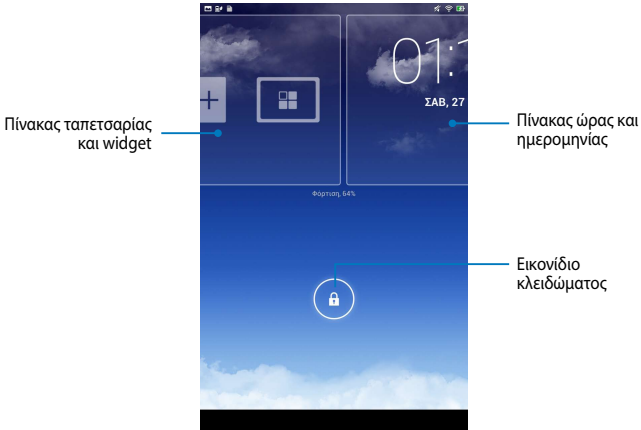 01:1
ΣΑΒ, 27
Πίνακας ταπετσαρίας
και widget
Πίνακας ώρας και
ημερομηνίας
Φόρτιση, 64%
Εικονίδιο
κλειδώματος